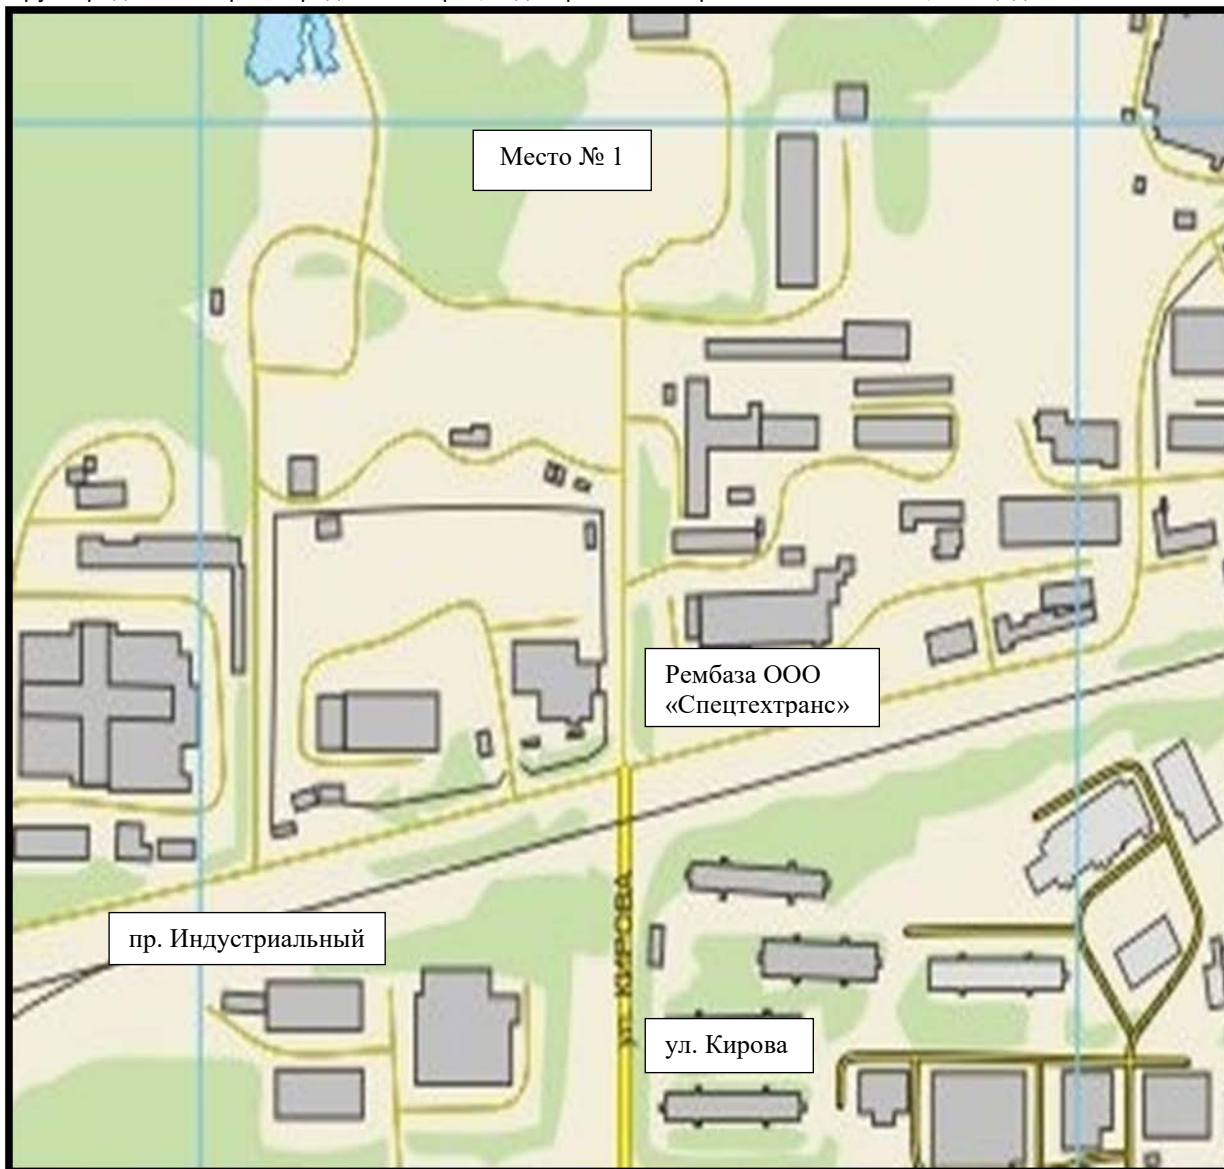 Место № 1
Рембаза ООО
«Спецтехтранс»
пр. Индустриальный
ул. КИРОВА
ул. Кирова